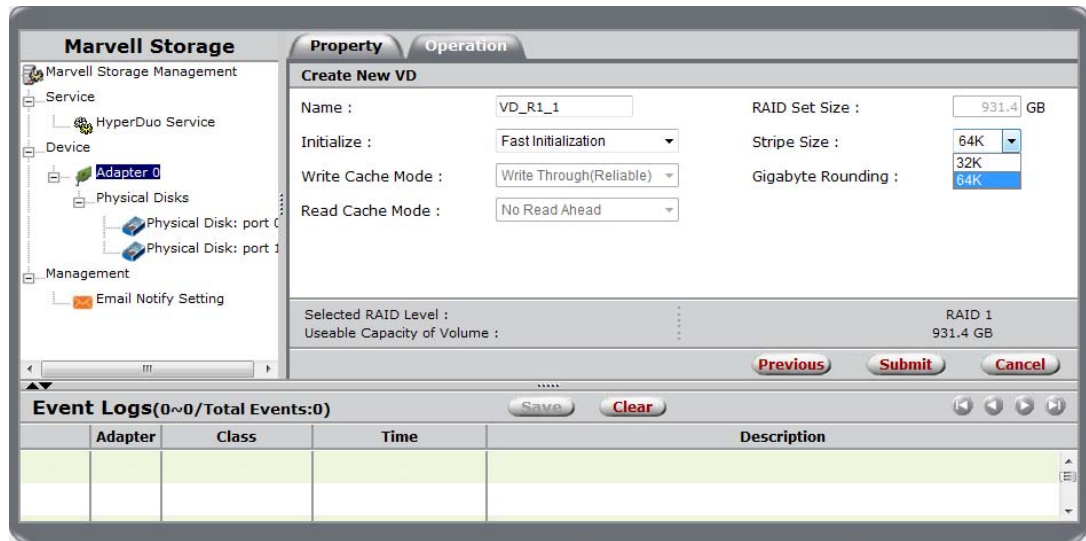 Marvell Storage
Marvell Storage Management
Service
HyperDuo Service
Device
Adapter 0
Physical Disks
Physical Disk: port 0
Physical Disk: port 1
Management
Email Notify Setting
Property
Operation
Create New VD
Name :
VD_R1_1
RAID Set Size :
931.4 GB
Initialize :
Fast Initialization
Stripe Size :
64K
32K
64K
Write Cache Mode :
Write Through(Reliable)
Gigabyte Rounding :
Read Cache Mode :
No Read Ahead
Selected RAID Level :
RAID 1
Useable Capacity of Volume :
931.4 GB
Previous
Submit
Cancel
Event Logs(0~0/Total Events:0)
Save
Clear
Adapter
Class
Time
Description